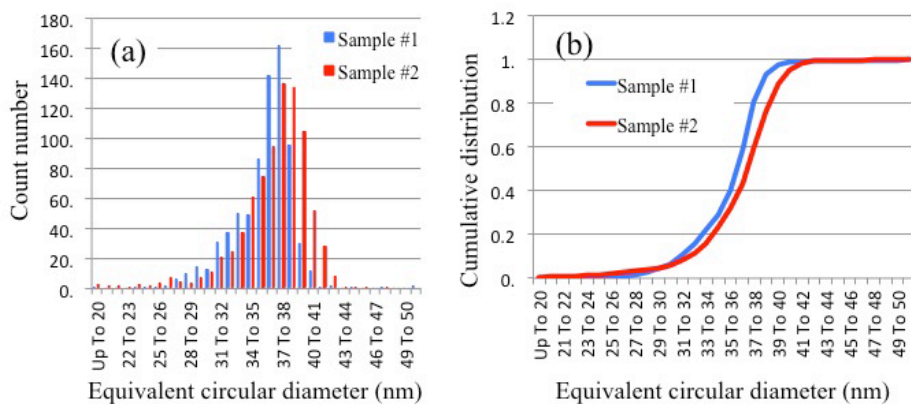 (a)
Sample #1
Sample #2
Count number
180.
160.
140.
120.
100.
80.
60.
40.
20.
0.
Up To 20
22 To 23
25 To 26
28 To 29
31 To 32
34 To 35
37 To 38
40 To 41
43 To 44
46 To 47
49 To 50
Equivalent circular diameter (nm)
(b)
Sample #1
Sample #2
Cumulative distribution
1.2
1.
0.8
0.6
0.4
0.2
0.
Up To 20
21 To 22
23 To 24
25 To 26
27 To 28
29 To 30
31 To 32
33 To 34
35 To 36
37 To 38
39 To 40
41 To 42
43 To 44
45 To 46
47 To 48
49 To 50
Equivalent circular diameter (nm)